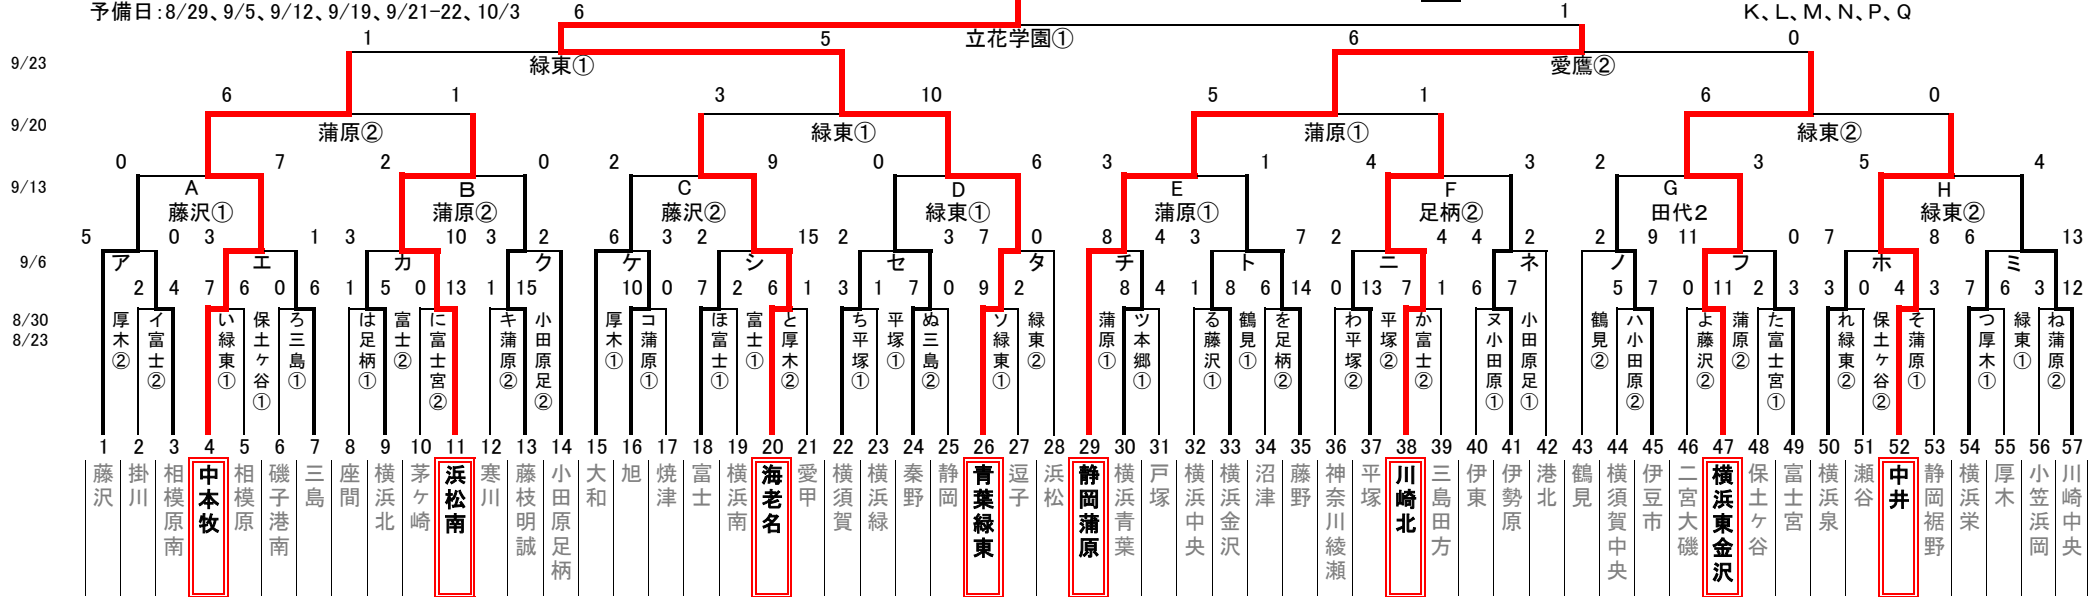 予備日:8/29、9/5、9/12、9/19、9/21-22、10/3 6 1 K、L、M、N、P、Q
1 5 立花学園① 6 0
9/23 緑東① 愛鷹②
6 1 3 10 5 1 6 0
9/20 蒲原② 緑東① 蒲原① 緑東②
0 7 2 0 2 9 0 6 3 1 4 3 2 3 5 4
9/13 A B C D E F G H
藤沢① 蒲原② 藤沢② 緑東① 蒲原① 足柄② 田代2 緑東②
5 0 3 1 3 10 3 2 6 3 2 15 2 3 7 0 8 4 3 7 2 4 4 2 2 9 11 0 7 8 6 13
9/6 ア エ カ ク ケ シ セ タ チ ト ニ ネ ノ フ ホ ミ
2 4 7 6 0 6 1 5 0 13 1 15 10 0 7 2 6 1 3 1 7 0 9 2 8 4 1 8 6 14 0 13 7 1 6 7 5 7 0 11 2 3 3 0 4 3 7 6 3 12
8/30
8/23
厚木②
イ富士②
い緑東①
保土ヶ谷①
ろ三島①
は足柄①
富士②
に富士宮②
キ蒲原②
小田原足②
厚木①
コ蒲原①
ほ富士①
富士①
と厚木②
ち平塚①
平塚①
ぬ三島②
ソ緑東①
緑東②
蒲原①
ツ本郷①
る藤沢①
鶴見①
を足柄②
わ平塚②
平塚②
か富士②
ヌ小田原①
小田原足①
鶴見②
ハ小田原②
よ藤沢②
蒲原②
た富士宮①
れ緑東②
保土ヶ谷②
そ蒲原①
つ厚木①
緑東①
ね蒲原②
1 2 3 4 5 6 7 8 9 10 11 12 13 14 15 16 17 18 19 20 21 22 23 24 25 26 27 28 29 30 31 32 33 34 35 36 37 38 39 40 41 42 43 44 45 46 47 48 49 50 51 52 53 54 55 56 57
藤沢
掛川
相模原南
中本牧
相模原
磯子港南
三島
座間
横浜北
茅ヶ崎
浜松南
寒川
藤枝明誠
小田原足柄
大和
旭
焼津
富士
横浜南
海老名
愛甲
横須賀
横浜緑
秦野
静岡
青葉緑東
逗子
浜松
静岡蒲原
横浜青葉
戸塚
横浜中央
横浜金沢
沼津
藤野
神奈川綾瀬
平塚
川崎北
三島田方
伊東
伊勢原
港北
鶴見
横須賀中央
伊豆市
二宮大磯
横浜東金沢
保土ヶ谷
富士宮
横浜泉
瀬谷
中井
静岡裾野
横浜栄
厚木
小笠浜岡
川崎中央